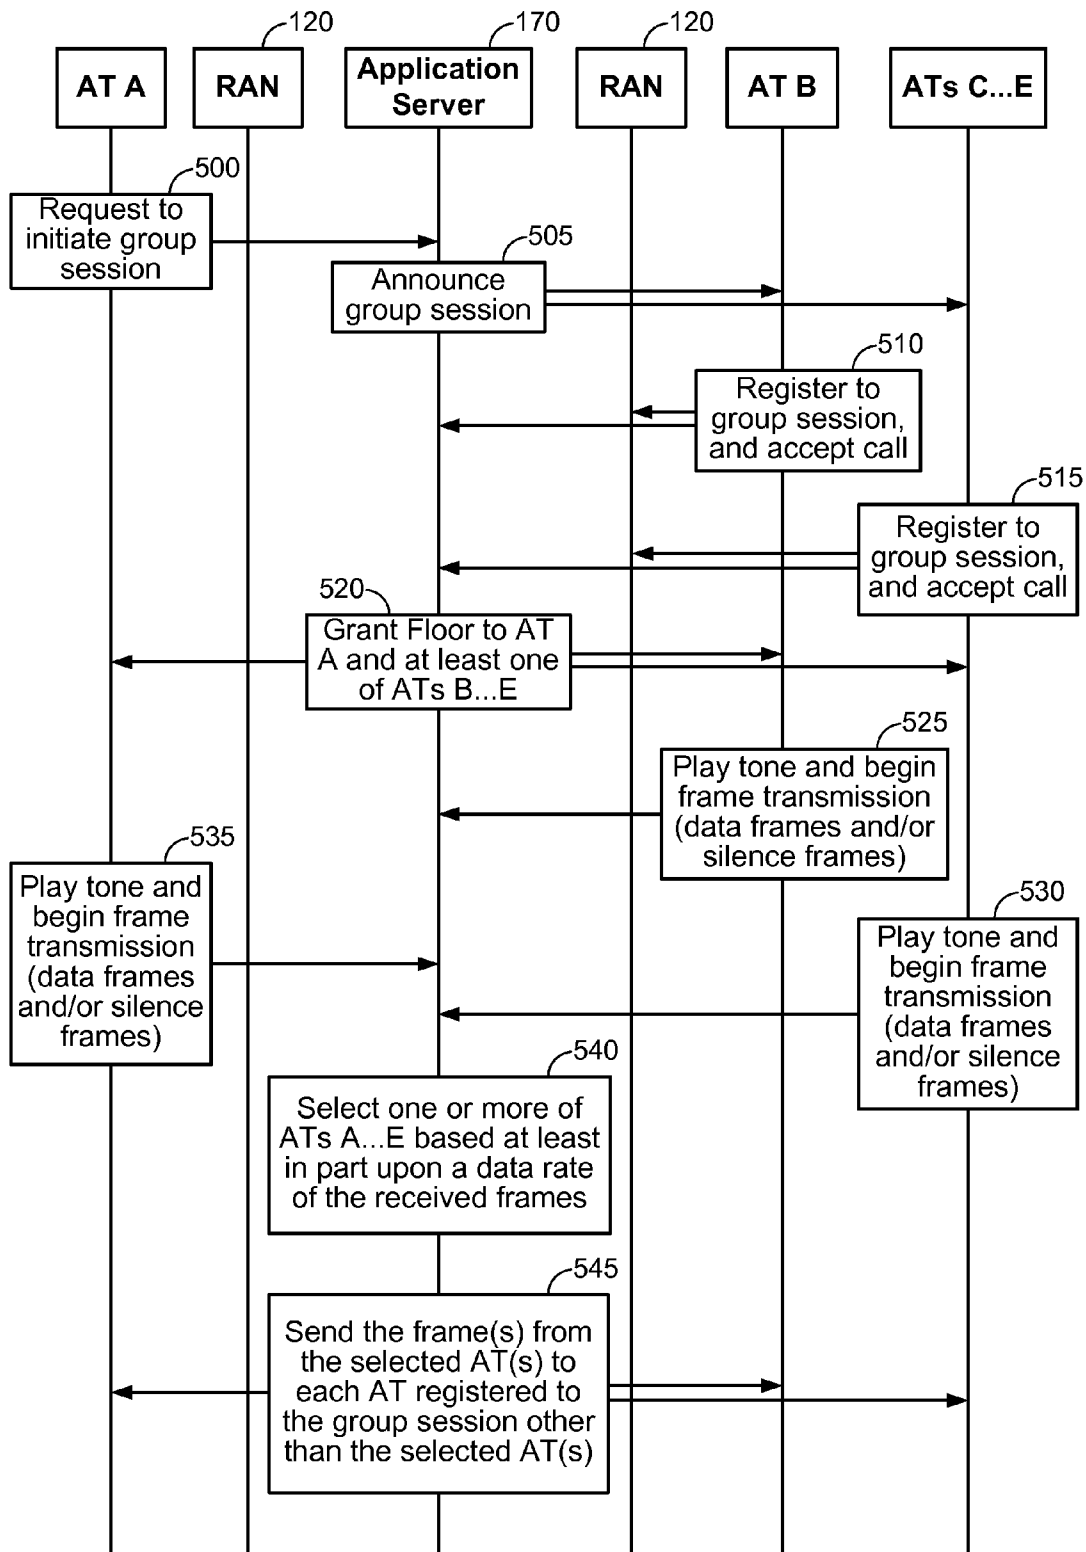 120
170
120
AT A
RAN
Application
Server
RAN
AT B
ATs C...E
500
Request to
initiate group
session
505
Announce
group session
510
Register to
group session,
and accept call
515
Register to
group session,
and accept call
520
Grant Floor to AT
A and at least one
of ATs B...E
525
Play tone and begin
frame transmission
(data frames and/or
silence frames)
535
Play tone and
begin frame
transmission
(data frames
and/or silence
frames)
530
Play tone and
begin frame
transmission
(data frames
and/or silence
frames)
540
Select one or more of
ATs A...E based at least
in part upon a data rate
of the received frames
545
Send the frame(s) from
the selected AT(s) to
each AT registered to
the group session other
than the selected AT(s)